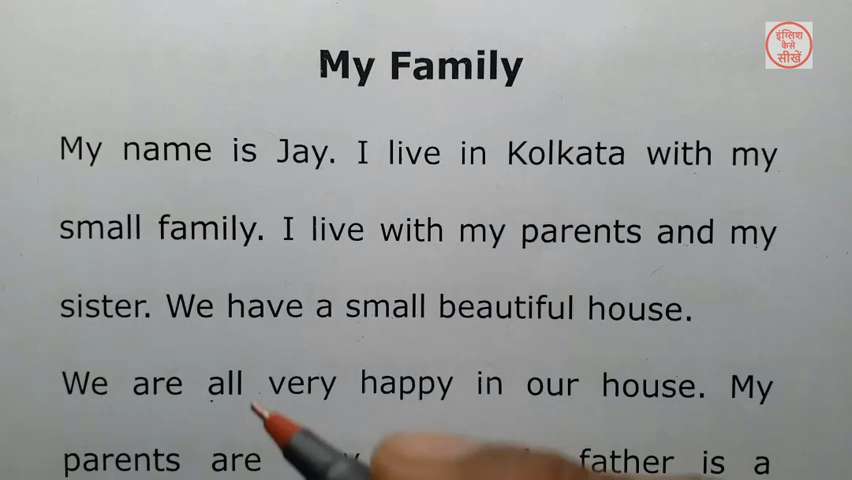 इंग्लिश
कैसे
सीखें
My Family
My name is Jay. I live in Kolkata with my
small family. I live with my parents and my
sister. We have a small beautiful house.
We are all very happy in our house. My
parents are father is a